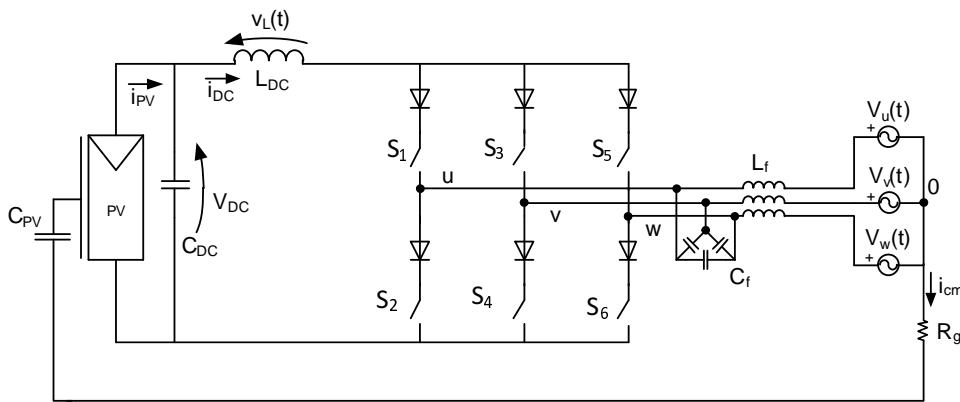 v_L(t)
i_PV
i_DC
L_DC
V_u(t)
+
S_1
S_3
S_5
L_f
V_v(t)
u
0
C_PV
PV
V_DC
v
+
w
V_w(t)
C_DC
+
S_2
S_4
S_6
C_f
i_cm
R_g